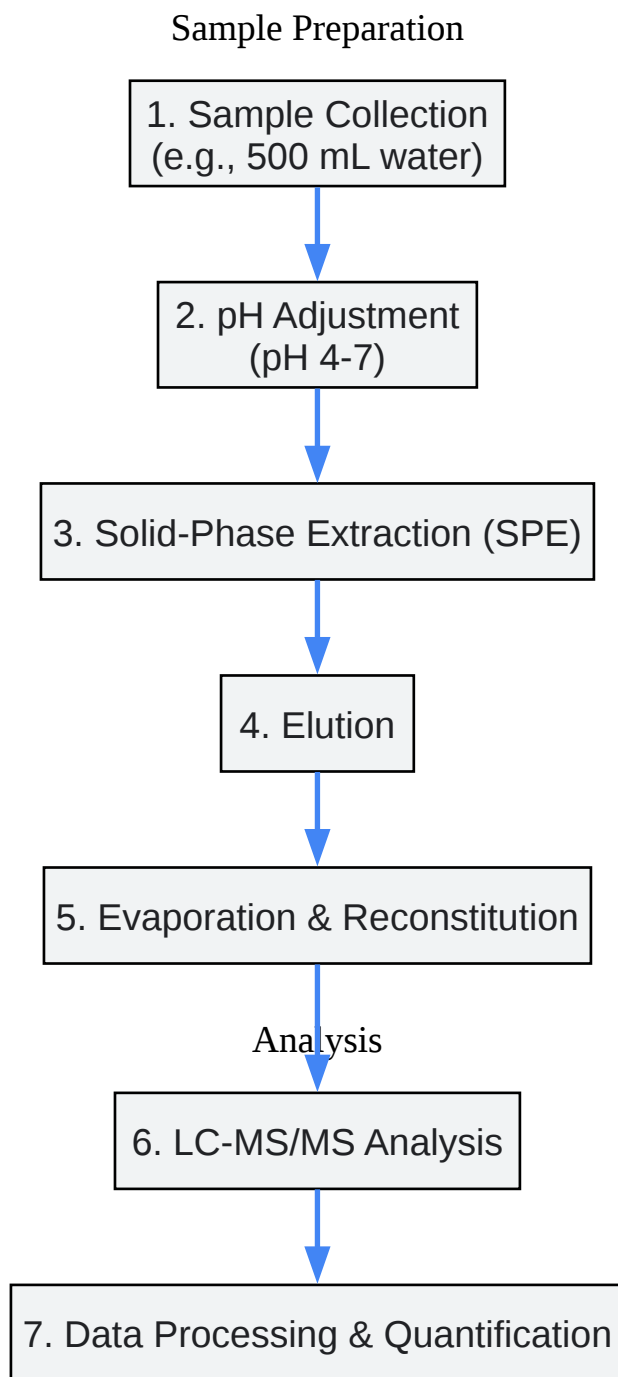 Sample Preparation
1. Sample Collection
(e.g., 500 mL water)
2. pH Adjustment
(pH 4-7)
3. Solid-Phase Extraction (SPE)
4. Elution
5. Evaporation & Reconstitution
Analysis
6. LC-MS/MS Analysis
7. Data Processing & Quantification